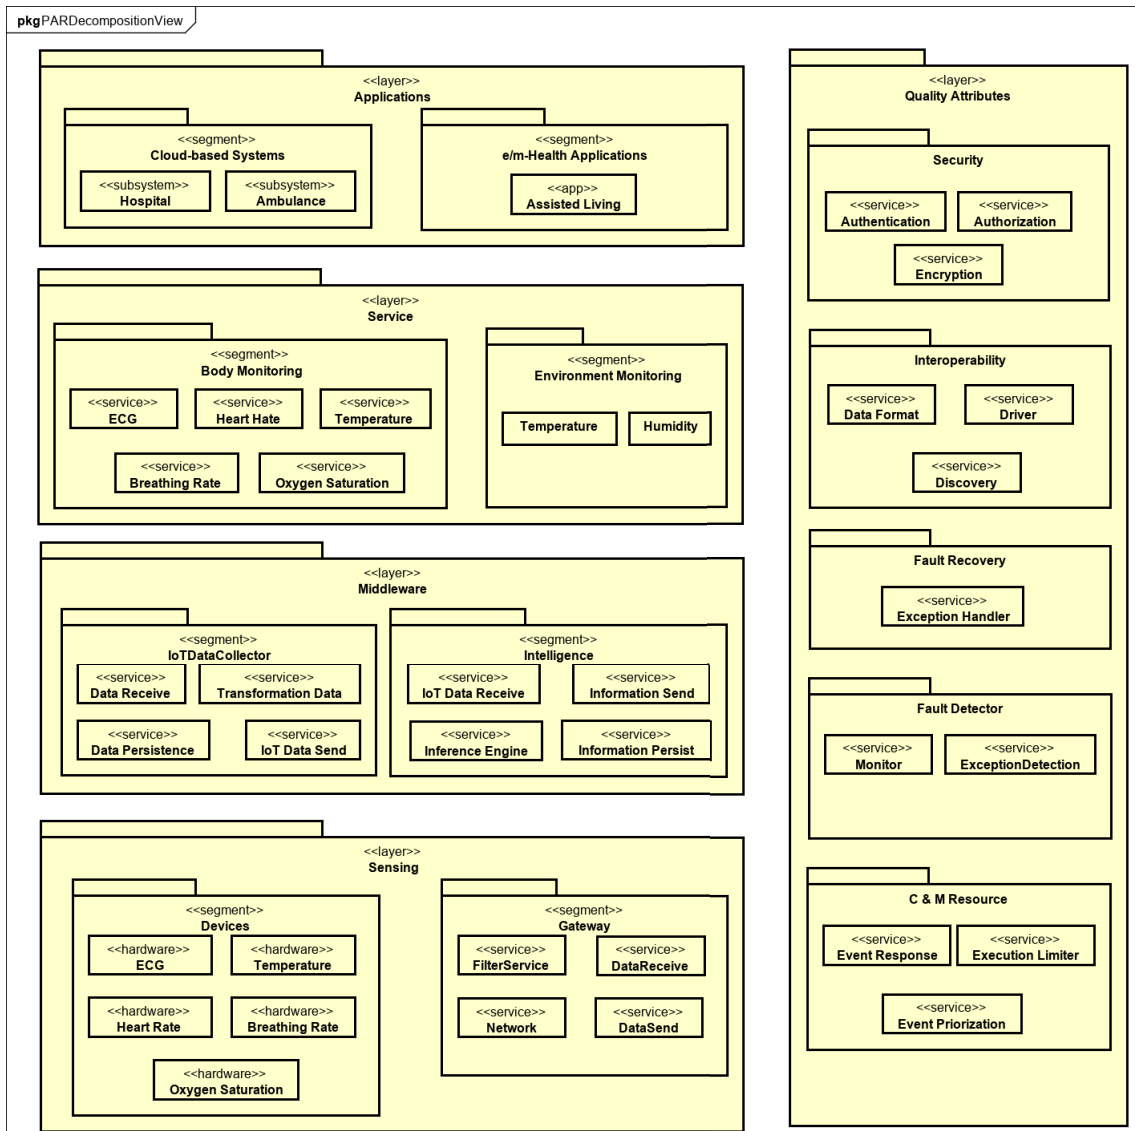 pkg PARDecompositionView
<<layer>>
Applications
<<segment>>
Cloud-based Systems
<<subsystem>>
Hospital
<<subsystem>>
Ambulance
<<segment>>
e/m-Health Applications
<<app>>
Assisted Living
<<layer>>
Service
<<segment>>
Body Monitoring
<<service>>
ECG
<<service>>
Heart Hate
<<service>>
Temperature
<<service>>
Breathing Rate
<<service>>
Oxygen Saturation
<<segment>>
Environment Monitoring
Temperature
Humidity
<<layer>>
Middleware
<<segment>>
IoTDataCollector
<<service>>
Data Receive
<<service>>
Transformation Data
<<service>>
Data Persistence
<<service>>
IoT Data Send
<<segment>>
Intelligence
<<service>>
IoT Data Receive
<<service>>
Information Send
<<service>>
Inference Engine
<<service>>
Information Persist
<<layer>>
Sensing
<<segment>>
Devices
<<hardware>>
ECG
<<hardware>>
Temperature
<<hardware>>
Heart Rate
<<hardware>>
Breathing Rate
<<hardware>>
Oxygen Saturation
<<segment>>
Gateway
<<service>>
FilterService
<<service>>
DataReceive
<<service>>
Network
<<service>>
DataSend
<<layer>>
Quality Attributes
Security
<<service>>
Authentication
<<service>>
Authorization
<<service>>
Encryption
Interoperability
<<service>>
Data Format
<<service>>
Driver
<<service>>
Discovery
Fault Recovery
<<service>>
Exception Handler
Fault Detector
<<service>>
Monitor
<<service>>
ExceptionDetection
C & M Resource
<<service>>
Event Response
<<service>>
Execution Limiter
<<service>>
Event Priorization